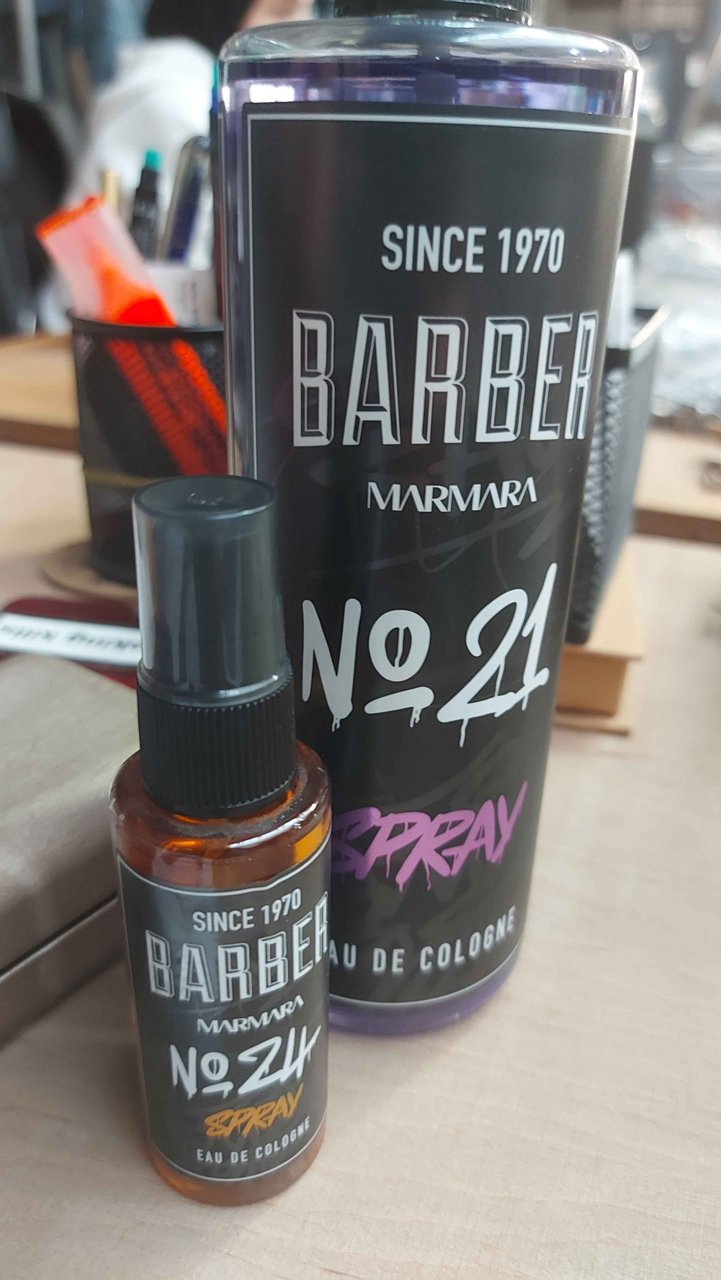 SINCE 1970
BARBER
MARMARA
No 21
SPRAY
EAU DE COLOGNE
SINCE 1970
BARBER
MARMARA
No 24
SPRAY
EAU DE COLOGNE